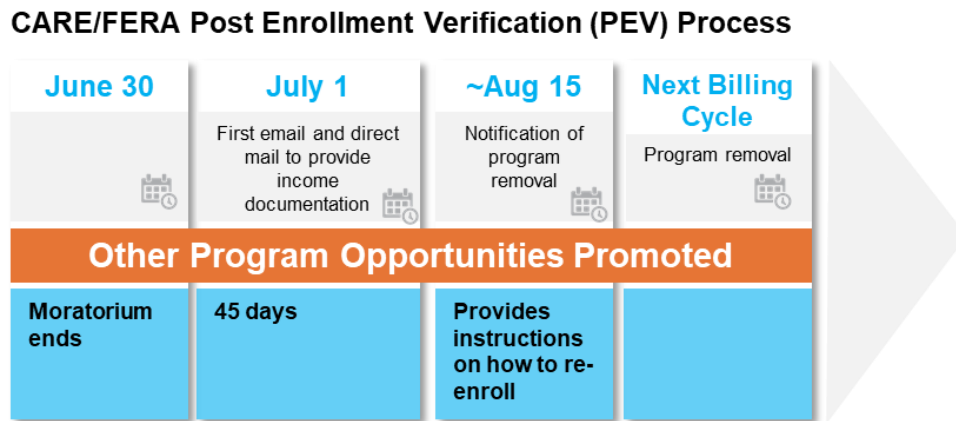 CARE/FERA Post Enrollment Verification (PEV) Process
June 30
July 1
First email and direct
mail to provide
income
documentation
~Aug 15
Notification of
program
removal
Next Billing
Cycle
Program removal
Other Program Opportunities Promoted
Moratorium
ends
45 days
Provides
instructions
on how to re-
enroll